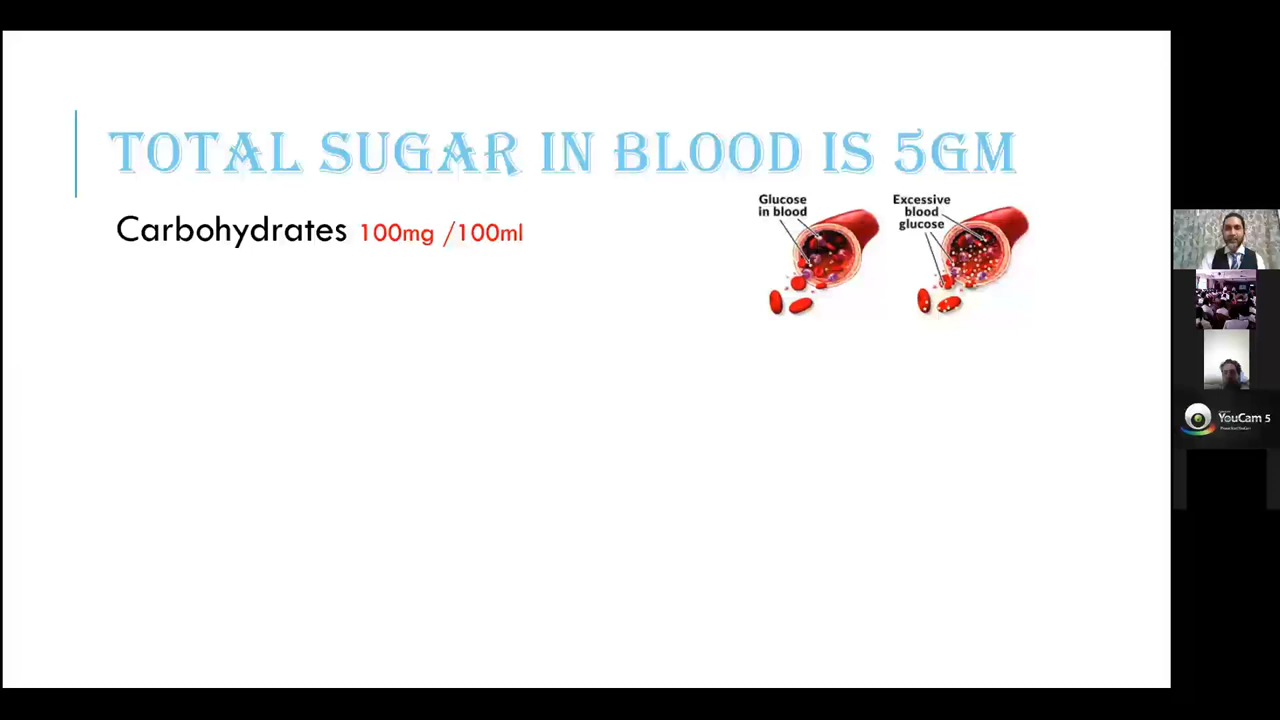 TOTAL SUGAR IN BLOOD IS 5GM
Carbohydrates 100mg /100ml
Glucose
in blood
Excessive
blood
glucose
YouCam 5